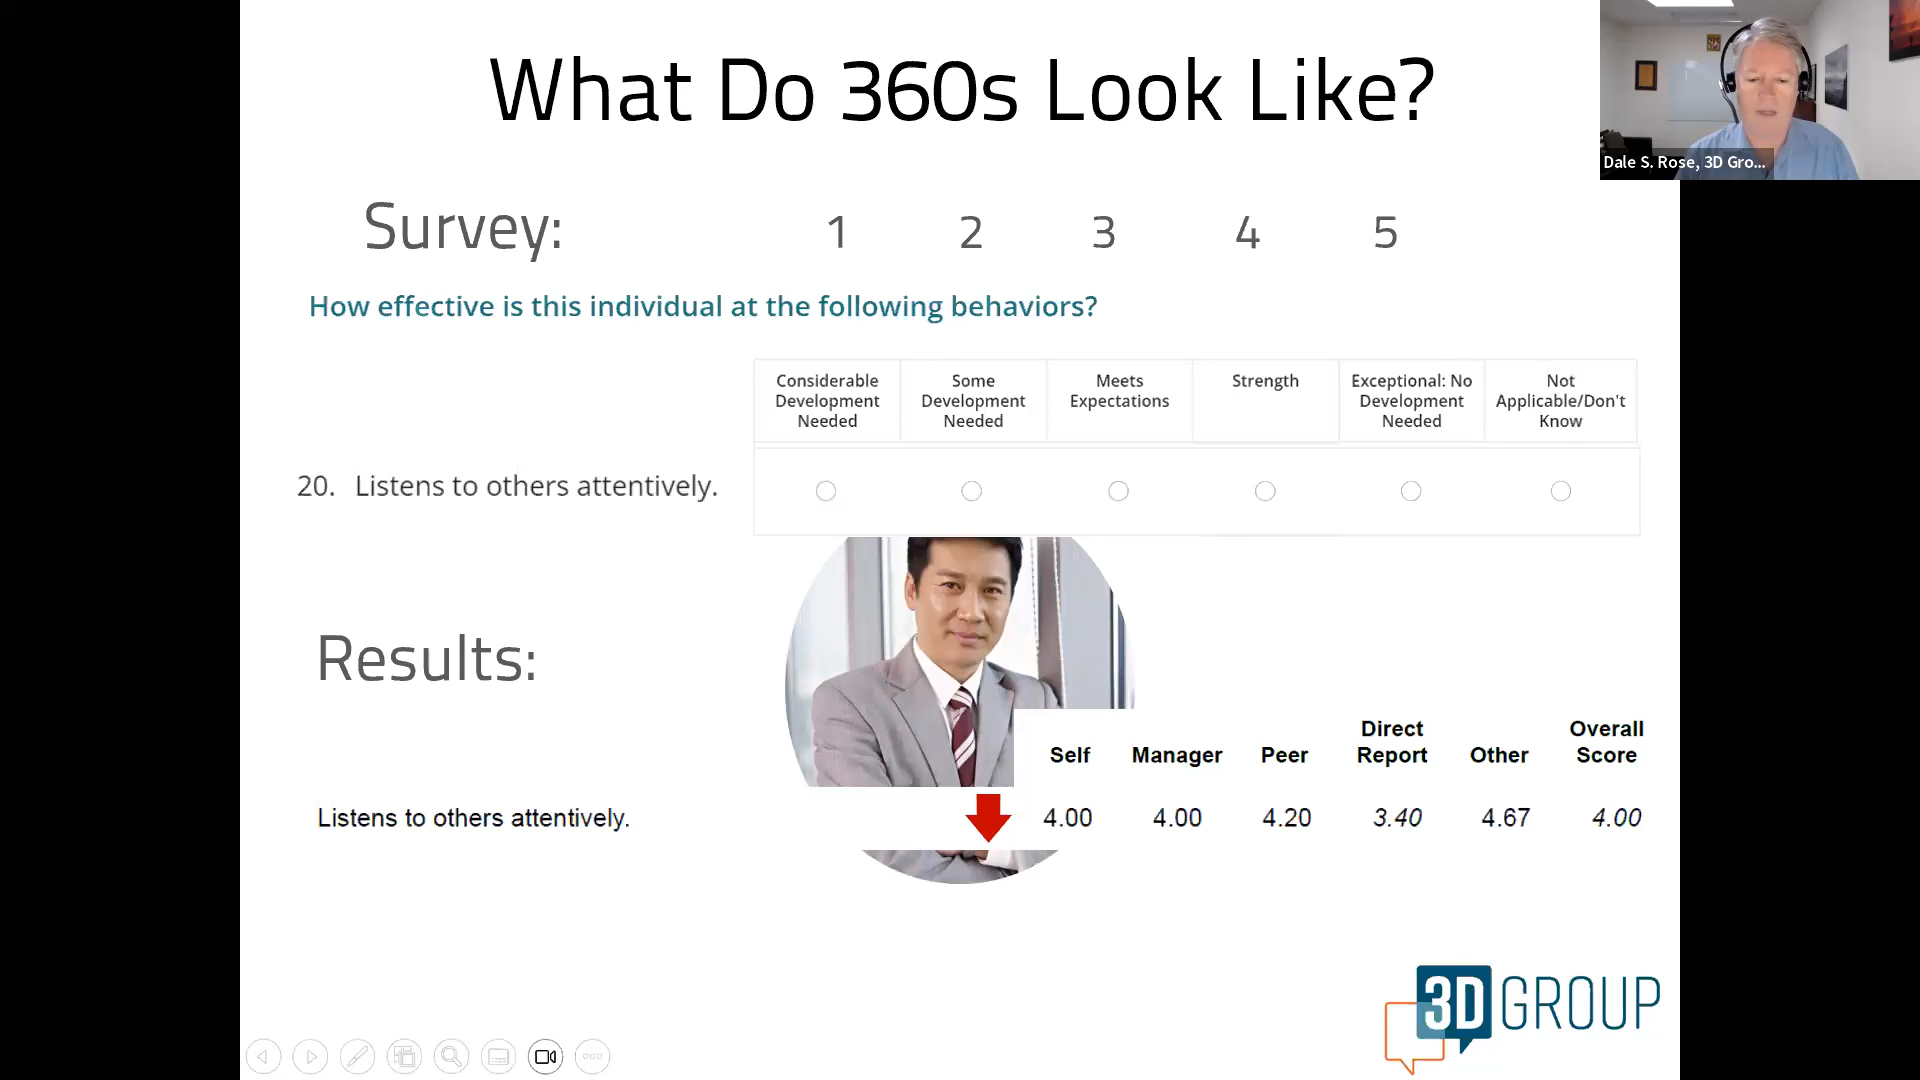 What Do 360s Look Like?
Dale S. Rose, 3D Gro...
Survey: 1 2 3 4 5
How effective is this individual at the following behaviors?
Considerable Development Needed
Some Development Needed
Meets Expectations
Strength
Exceptional: No Development Needed
Not Applicable/Don't Know
20. Listens to others attentively.
Results:
Self Manager Peer Direct Report Other Overall Score
Listens to others attentively. 4.00 4.00 4.20 3.40 4.67 4.00
3D GROUP